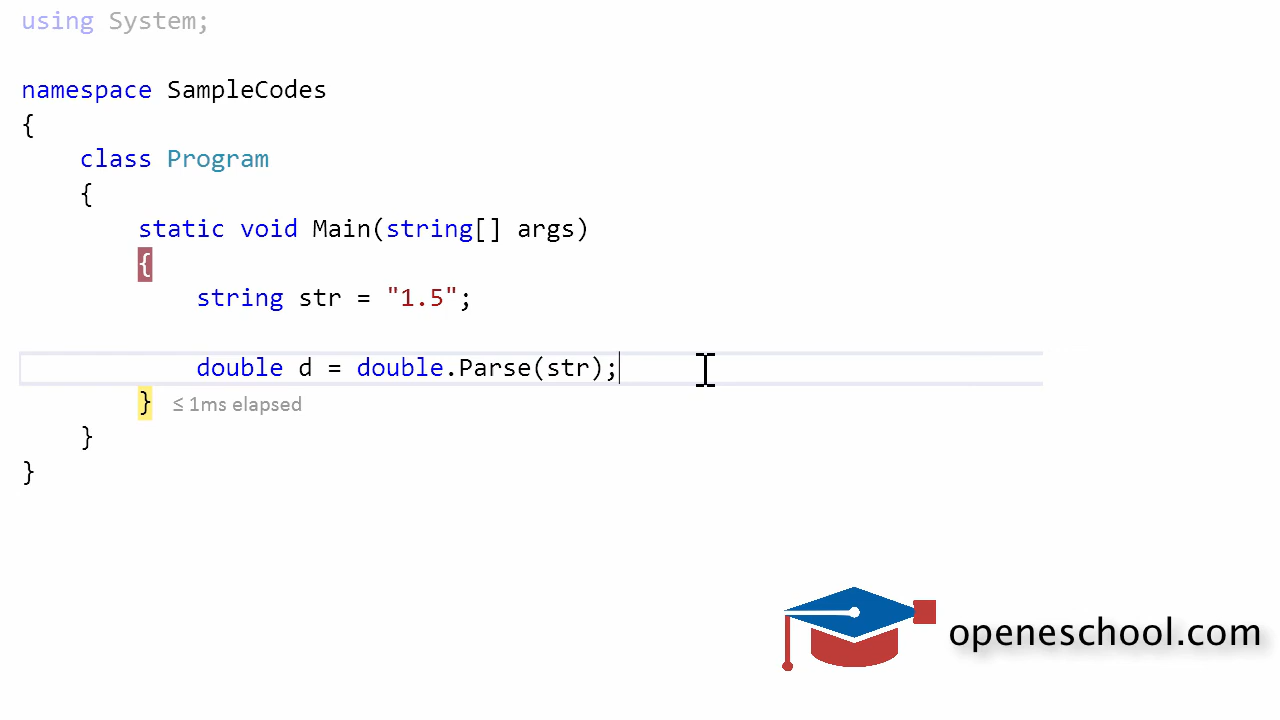 using System;
namespace SampleCodes
{
class Program
{
static void Main(string[] args)
{
string str = "1.5";
double d = double.Parse(str);
} ≤ 1ms elapsed
}
}
openeschool.com